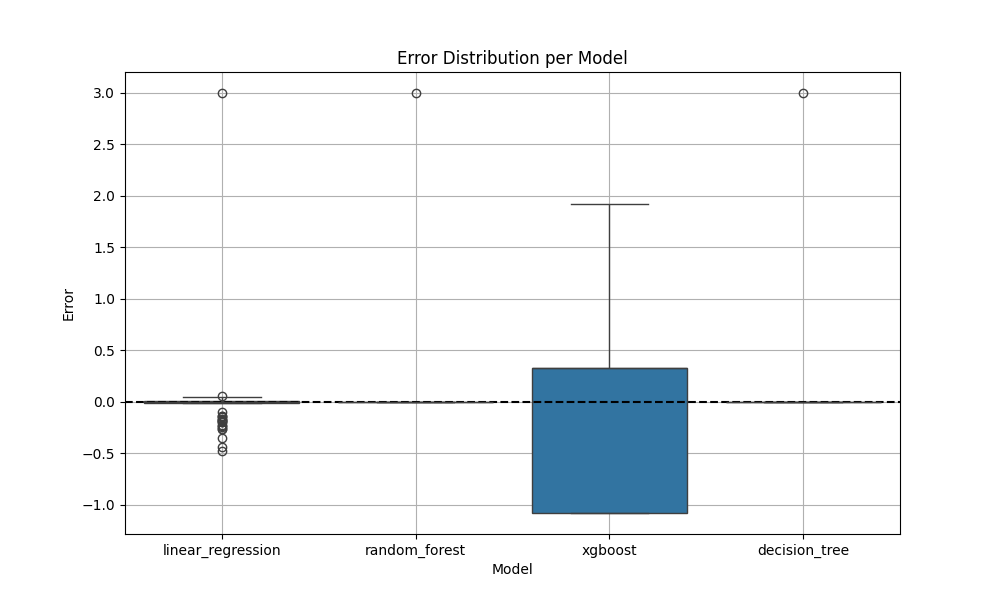 Error Distribution per Model
3.0
2.5
2.0
1.5
1.0
0.5
0.0
−0.5
−1.0
Error
linear_regression random_forest xgboost decision_tree
Model